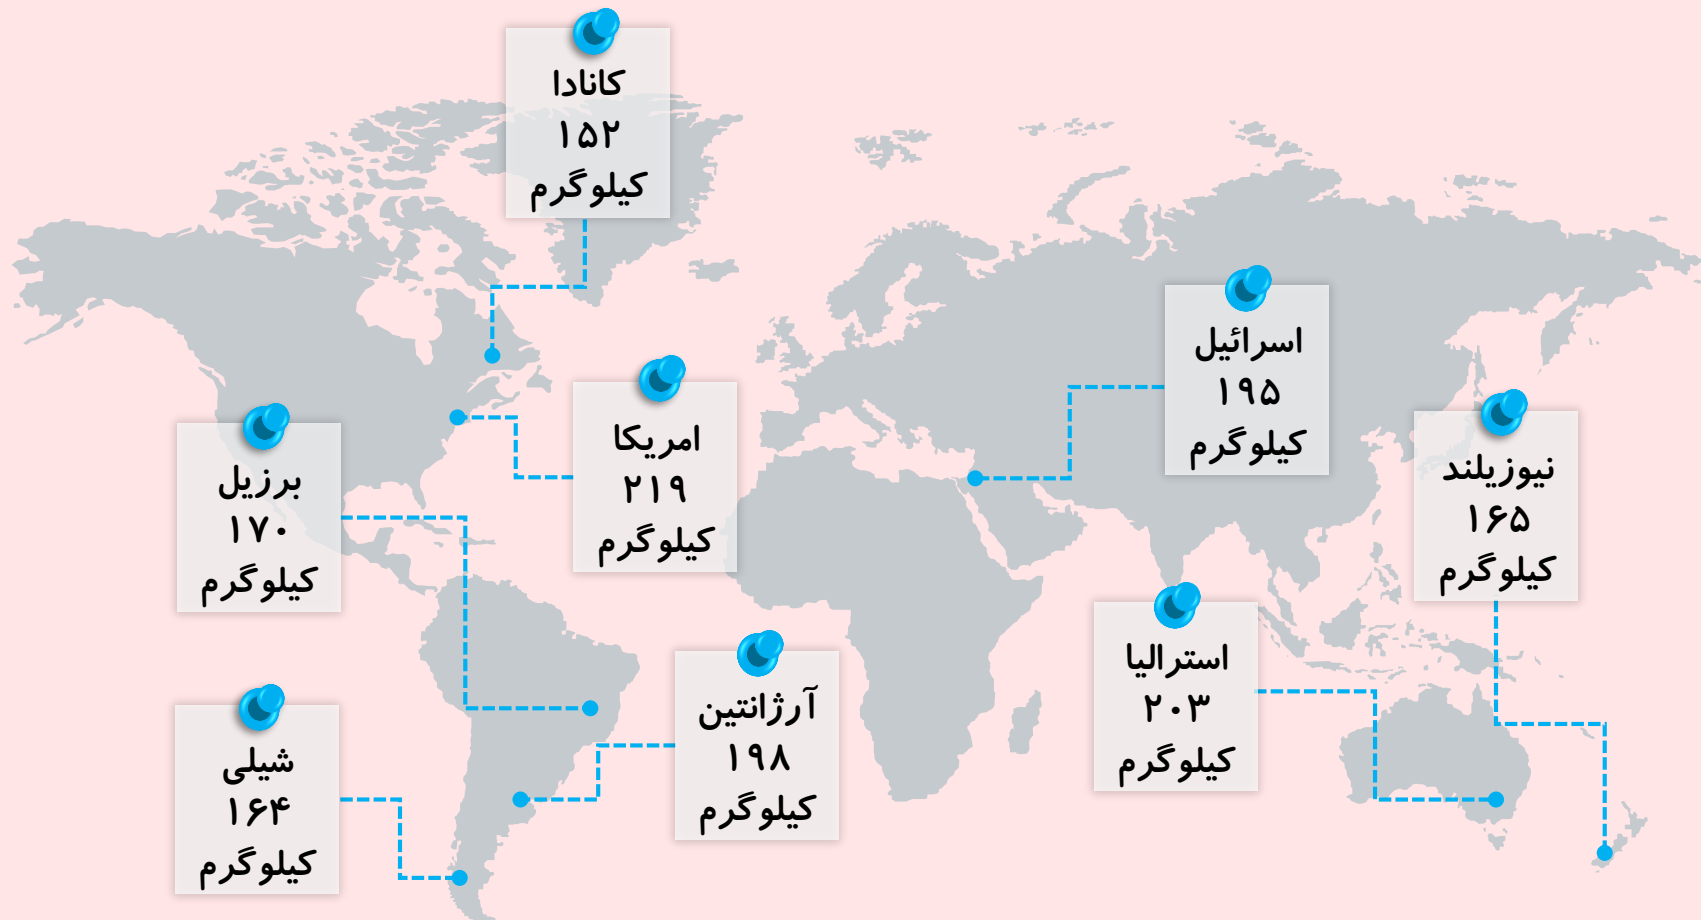 کانادا
۱۵۲
کیلوگرم
اسرائیل
۱۹۵
کیلوگرم
امریکا
۲۱۹
کیلوگرم
نیوزیلند
۱۶۵
کیلوگرم
برزیل
۱۷۰
کیلوگرم
استرالیا
۲۰۳
کیلوگرم
آرژانتین
۱۹۸
کیلوگرم
شیلی
۱۶۴
کیلوگرم